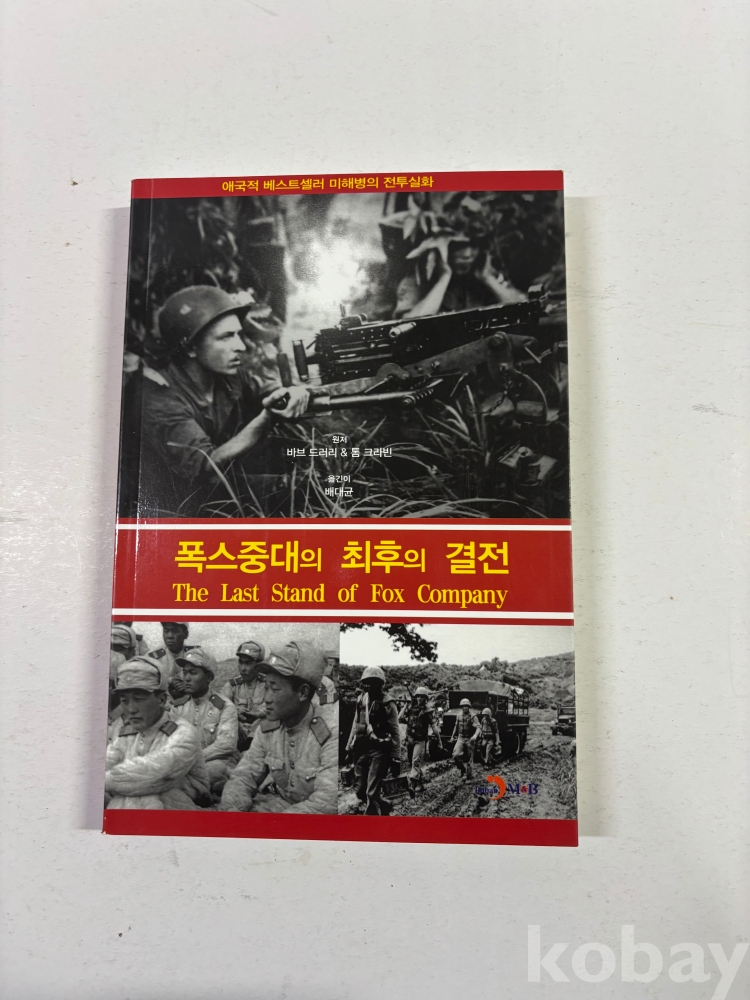 애국적 베스트셀러 미해병의 전투실화
원저
바브 드러리 & 톰 크라빈
옮긴이
배대균
폭스중대의 최후의 결전
The Last Stand of Fox Company
M&B
kobay